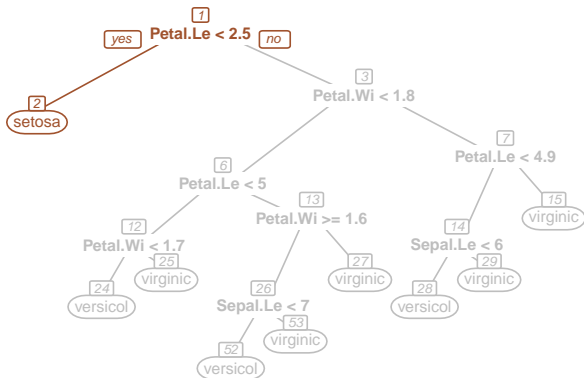 1
yes Petal.Le < 2.5 no
3
Petal.Wi < 1.8
2
setosa
7
Petal.Le < 4.9
6
Petal.Le < 5
13
Petal.Wi >= 1.6
15
virginic
12
Petal.Wi < 1.7
14
Sepal.Le < 6
24
versicol
25
virginic
27
virginic
28
versicol
29
virginic
26
Sepal.Le < 7
52
versicol
53
virginic